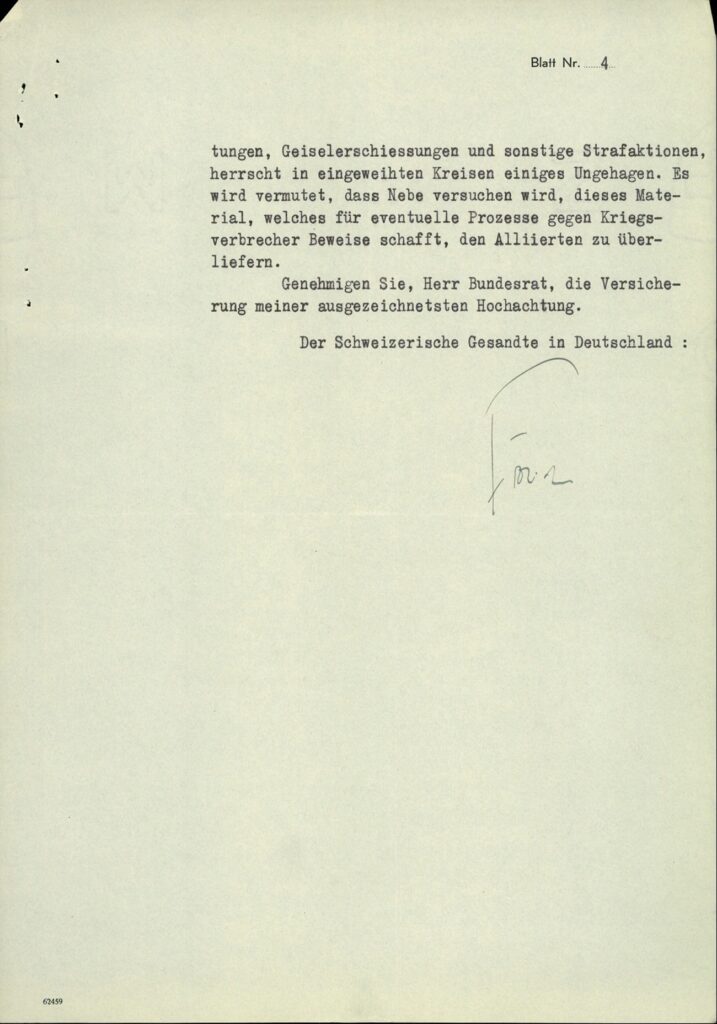 Blatt Nr. 4
tungen, Geiselerschiessungen und sonstige Strafaktionen,
herrscht in eingeweihten Kreisen einiges Ungehagen. Es
wird vermutet, dass Nebe versuchen wird, dieses Mate-
rial, welches für eventuelle Prozesse gegen Kriegs-
verbrecher Beweise schafft, den Alliierten zu über-
liefern.
Genehmigen Sie, Herr Bundesrat, die Versiche-
rung meiner ausgezeichnetsten Hochachtung.
Der Schweizerische Gesandte in Deutschland :
62459